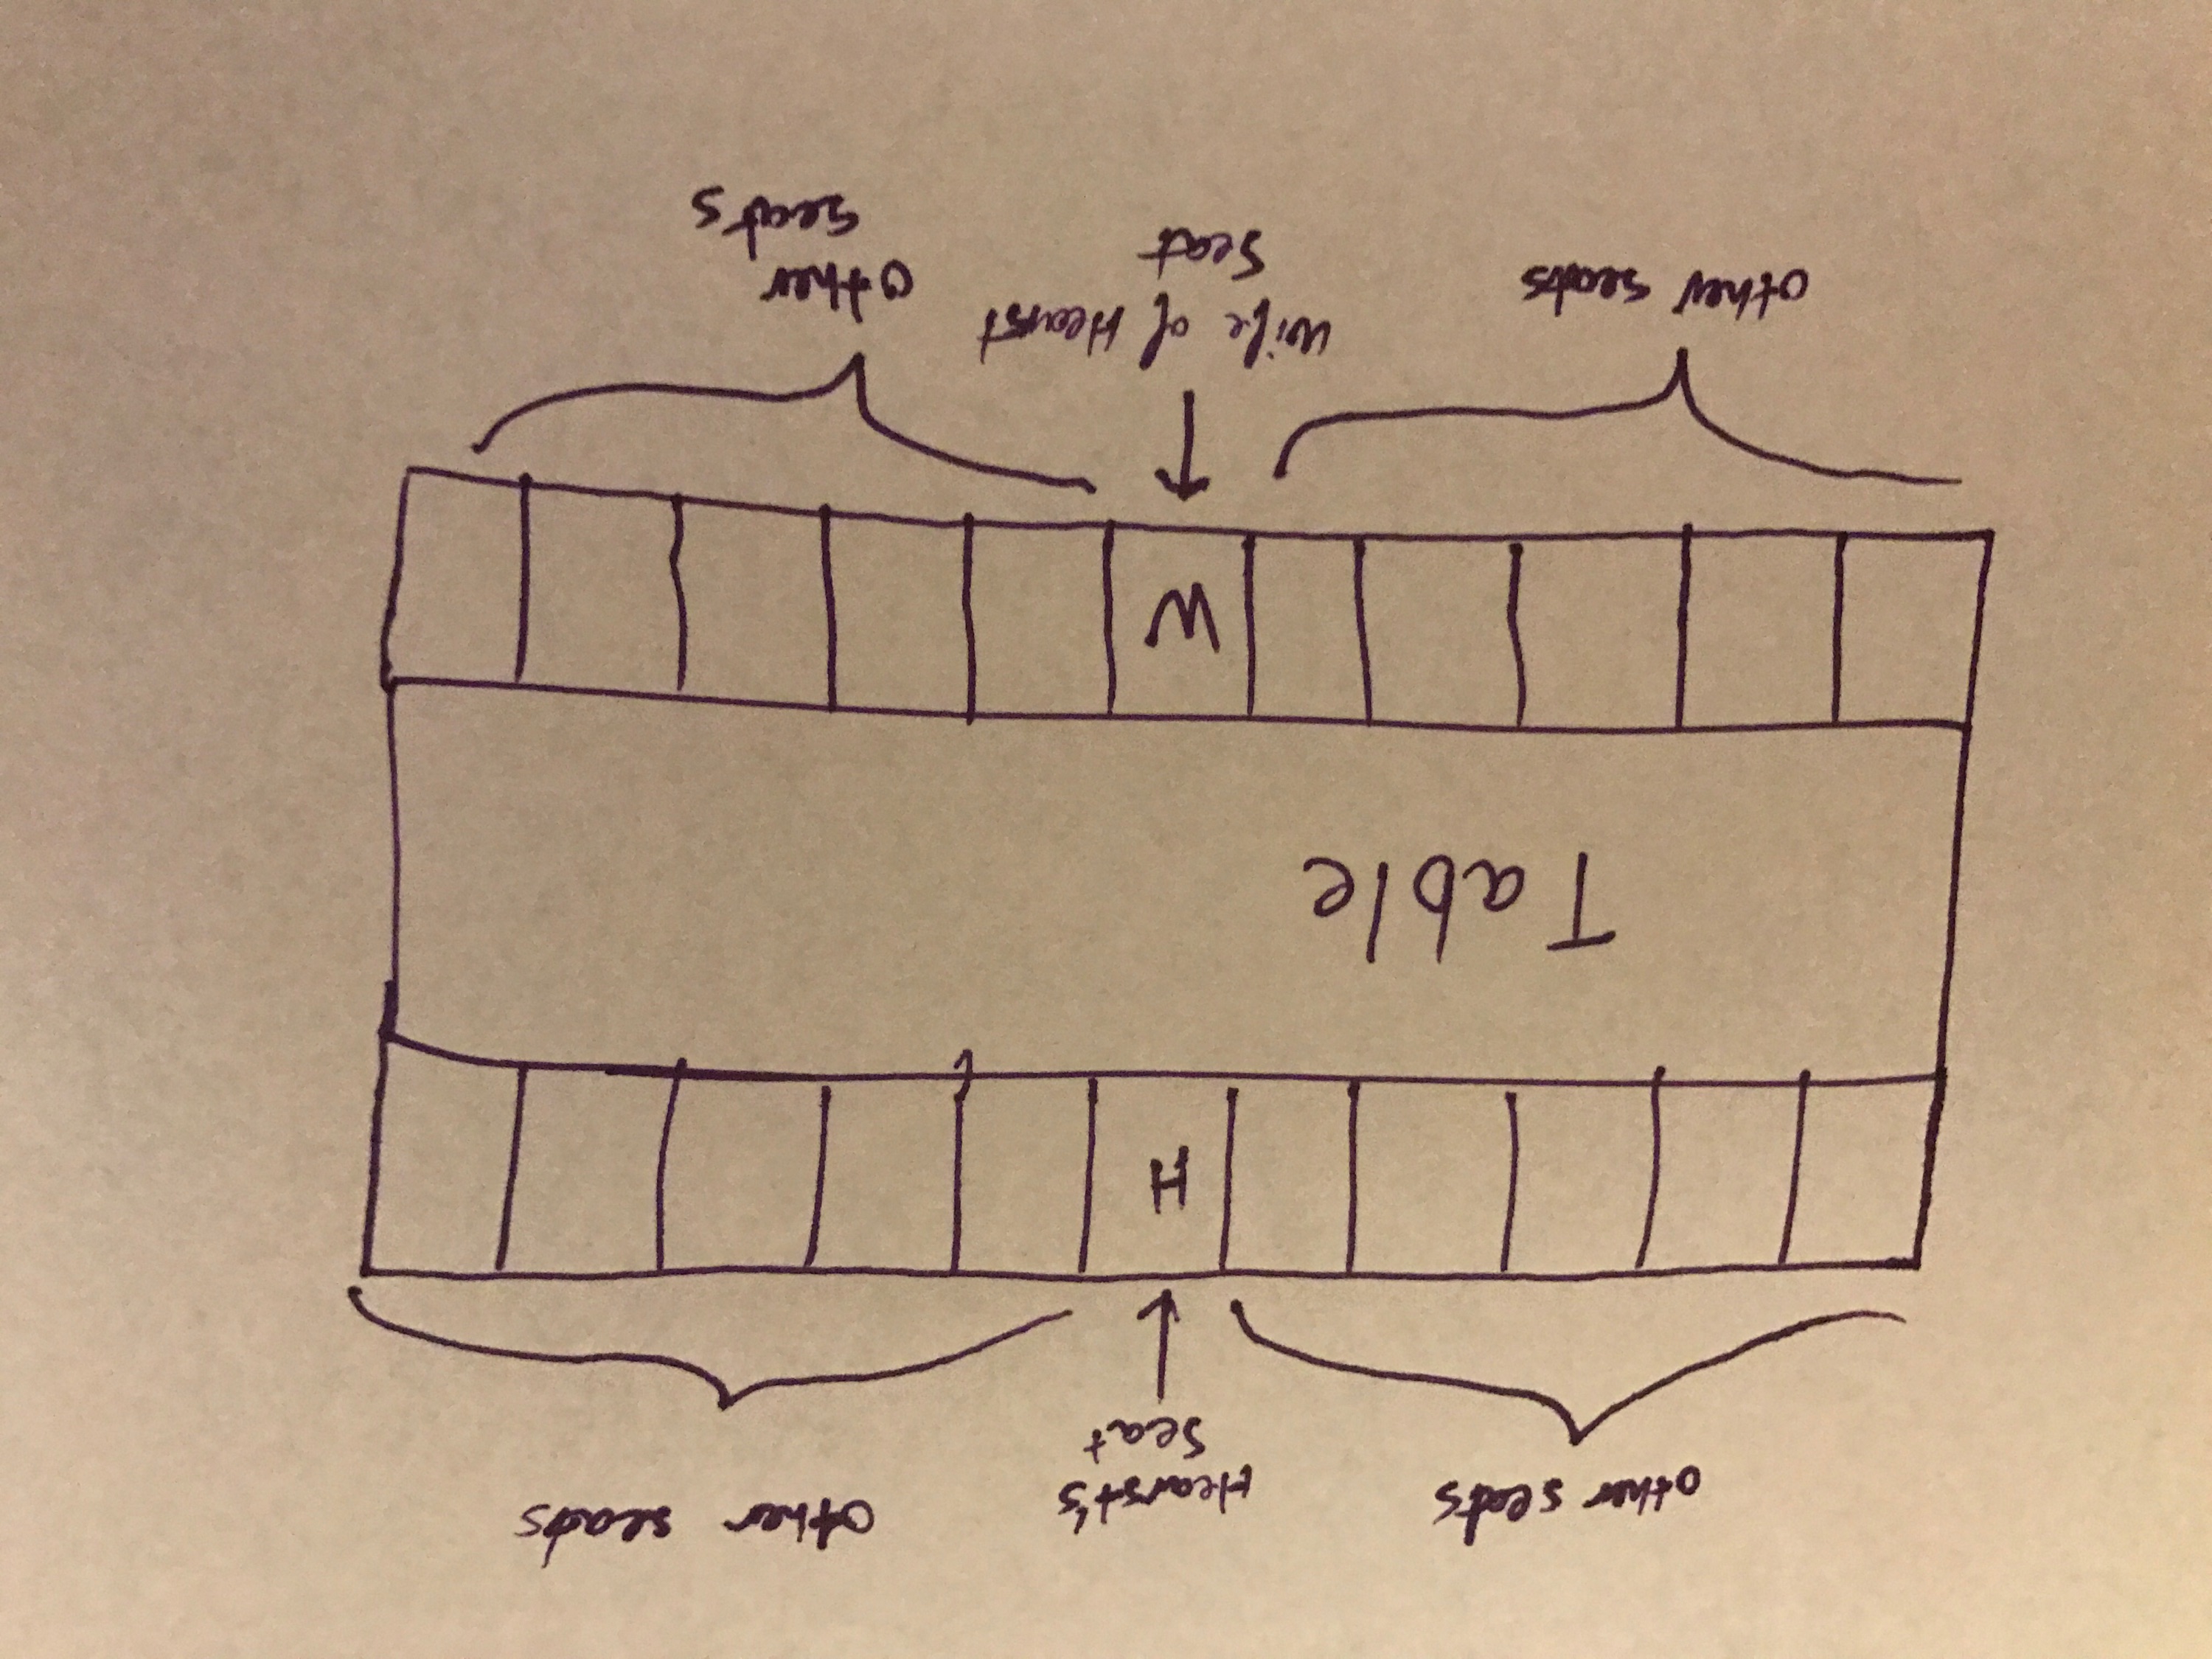 other seats
Hearst's
Seat
other seats
H
Table
W
other seats
Wife of Hearst
Seat
other
seats